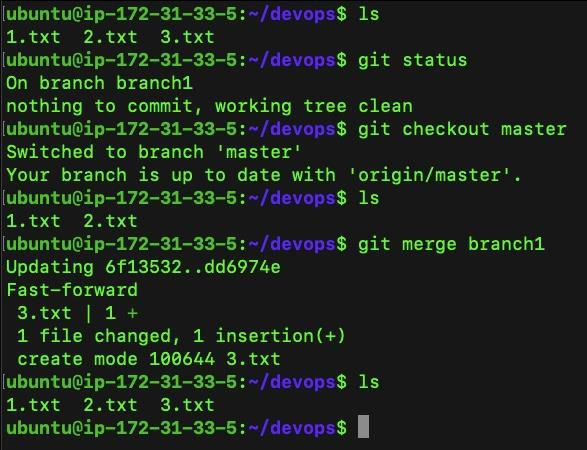 ubuntu@ip-172-31-33-5:~/devops$ ls
1.txt  2.txt  3.txt
ubuntu@ip-172-31-33-5:~/devops$ git status
On branch branch1
nothing to commit, working tree clean
ubuntu@ip-172-31-33-5:~/devops$ git checkout master
Switched to branch 'master'
Your branch is up to date with 'origin/master'.
ubuntu@ip-172-31-33-5:~/devops$ ls
1.txt  2.txt
ubuntu@ip-172-31-33-5:~/devops$ git merge branch1
Updating 6f13532..dd6974e
Fast-forward
 3.txt | 1 +
 1 file changed, 1 insertion(+)
 create mode 100644 3.txt
ubuntu@ip-172-31-33-5:~/devops$ ls
1.txt  2.txt  3.txt
ubuntu@ip-172-31-33-5:~/devops$